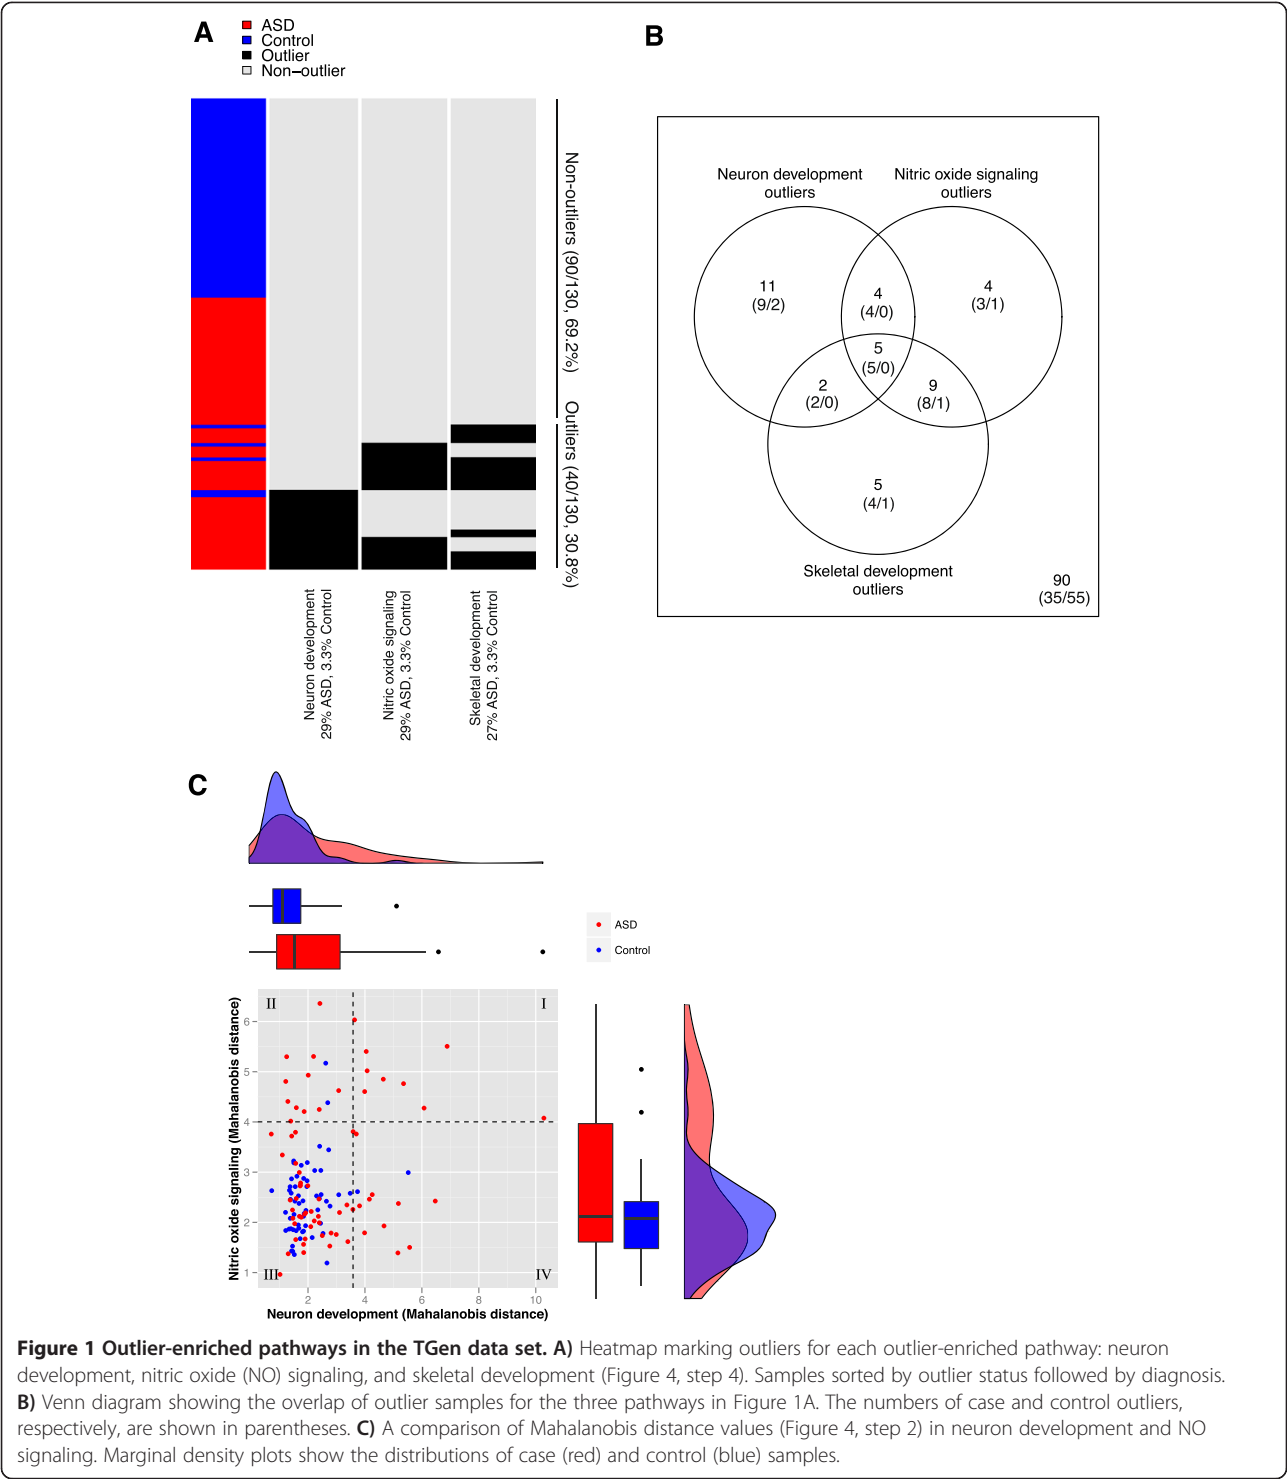 A
ASD
Control
Outlier
Non−outlier
Non-outliers (90/130, 69.2%)
Outliers (40/130, 30.8%)
Neuron development
29% ASD, 3.3% Control
Nitric oxide signaling
29% ASD, 3.3% Control
Skeletal development
27% ASD, 3.3% Control
B
Neuron development
outliers
Nitric oxide signaling
outliers
11
(9/2)
4
(4/0)
4
(3/1)
5
(5/0)
2
(2/0)
9
(8/1)
5
(4/1)
Skeletal development
outliers
90
(35/55)
C
ASD
Control
II
I
III
IV
Nitric oxide signaling (Mahalanobis distance)
6
5
4
3
2
1
2 4 6 8 10
Neuron development (Mahalanobis distance)
Figure 1 Outlier-enriched pathways in the TGen data set. A) Heatmap marking outliers for each outlier-enriched pathway: neuron
development, nitric oxide (NO) signaling, and skeletal development (Figure 4, step 4). Samples sorted by outlier status followed by diagnosis.
B) Venn diagram showing the overlap of outlier samples for the three pathways in Figure 1A. The numbers of case and control outliers,
respectively, are shown in parentheses. C) A comparison of Mahalanobis distance values (Figure 4, step 2) in neuron development and NO
signaling. Marginal density plots show the distributions of case (red) and control (blue) samples.